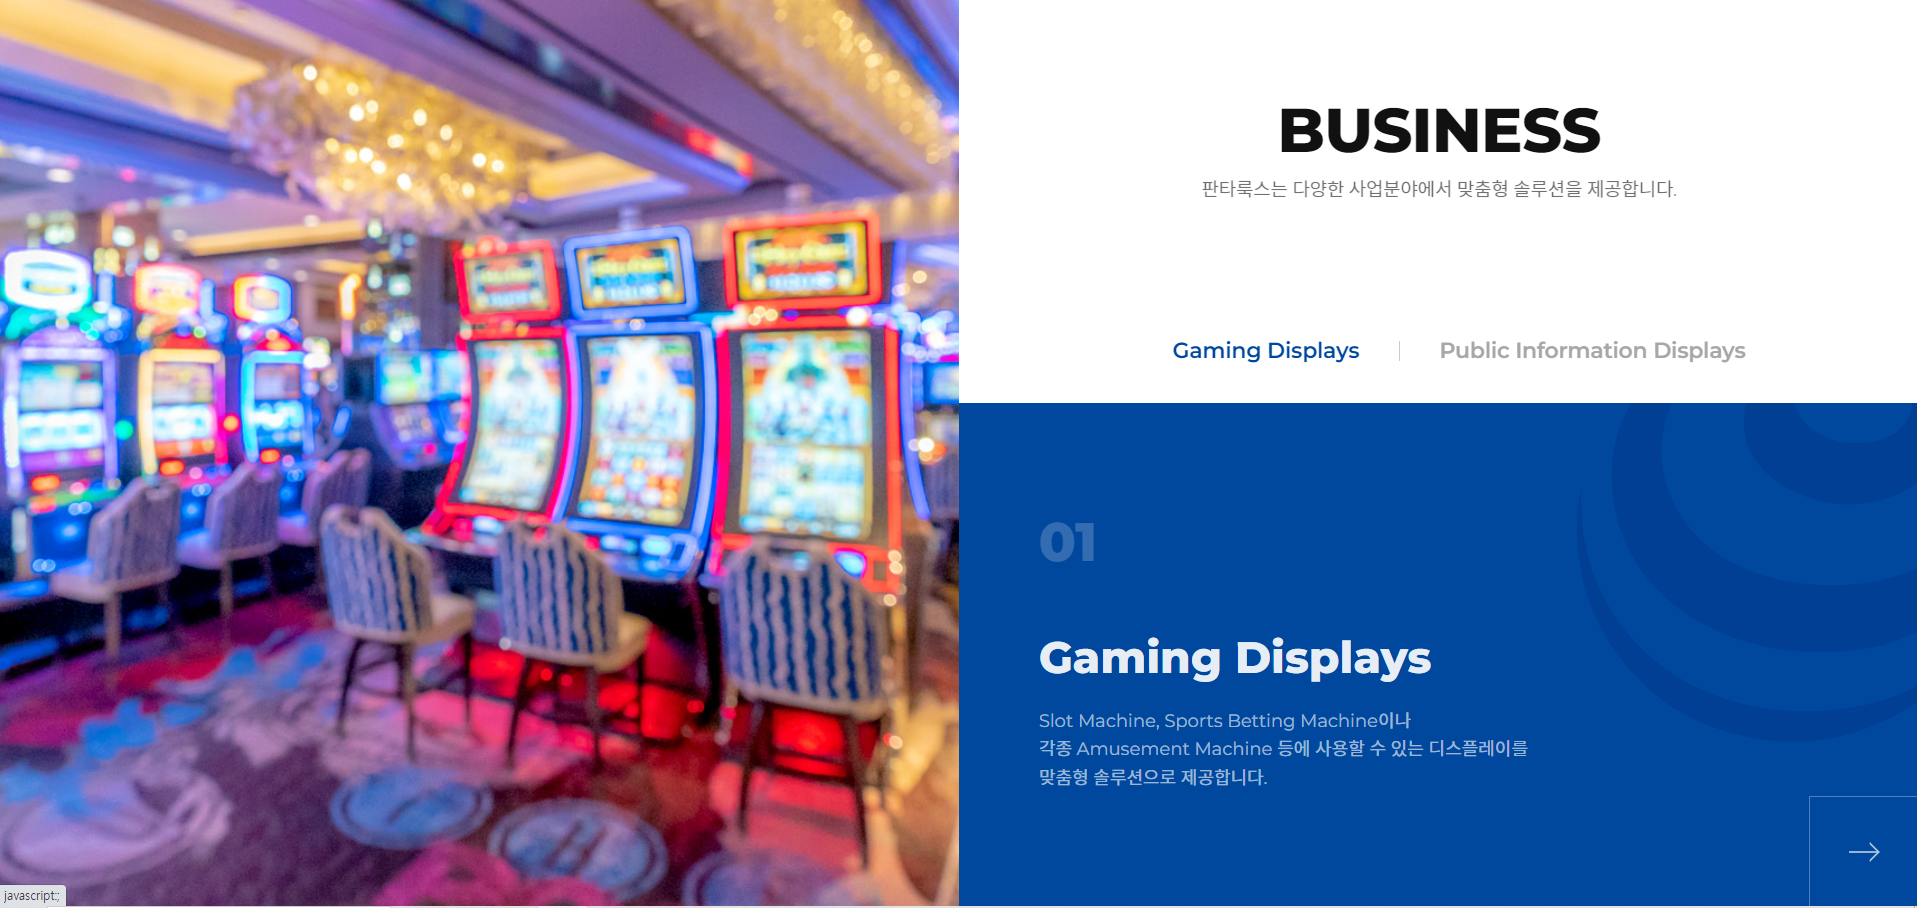 BUSINESS
판타룩스는 다양한 사업분야에서 맞춤형 솔루션을 제공합니다.
Gaming Displays
Public Information Displays
01
Gaming Displays
Slot Machine, Sports Betting Machine이나
각종 Amusement Machine 등에 사용할 수 있는 디스플레이를
맞춤형 솔루션으로 제공합니다.
javascript:;